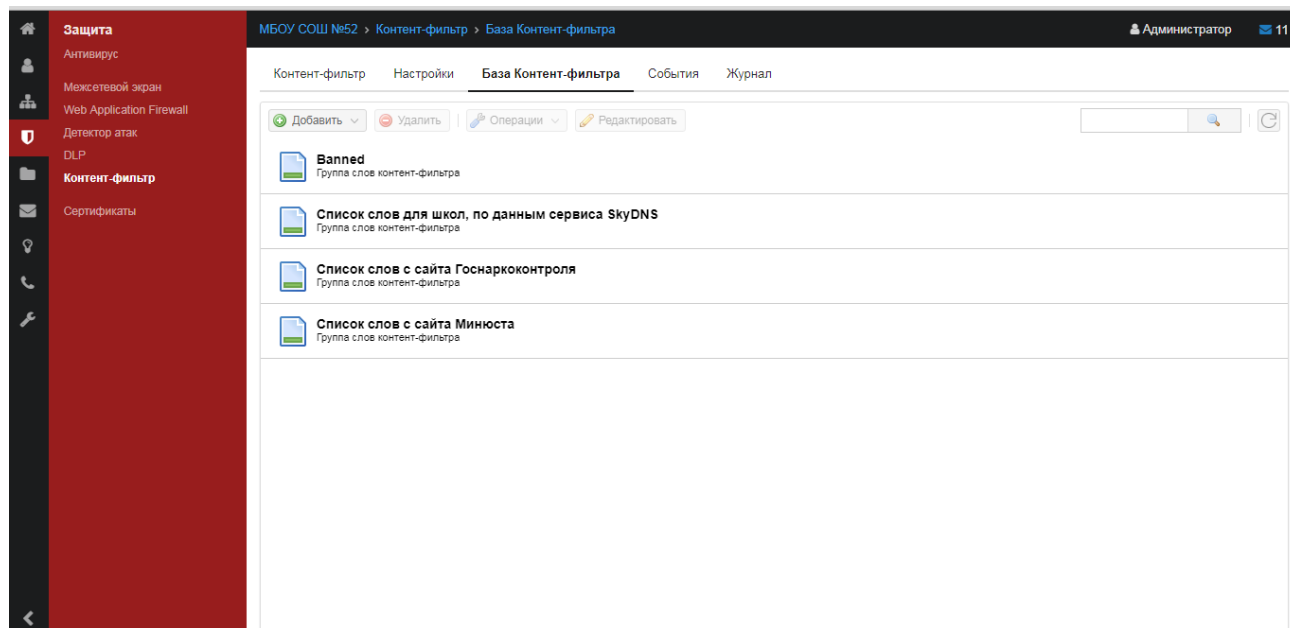 Защита
Антивирус
Межсетевой экран
Web Application Firewall
Детектор атак
DLP
Контент-фильтр
Сертификаты
МБОУ СОШ №52 › Контент-фильтр › База Контент-фильтра
Администратор
11
Контент-фильтр Настройки База Контент-фильтра События Журнал
Добавить Удалить Операции Редактировать
Banned
Группа слов контент-фильтра
Список слов для школ, по данным сервиса SkyDNS
Группа слов контент-фильтра
Список слов с сайта Госнаркоконтроля
Группа слов контент-фильтра
Список слов с сайта Минюста
Группа слов контент-фильтра